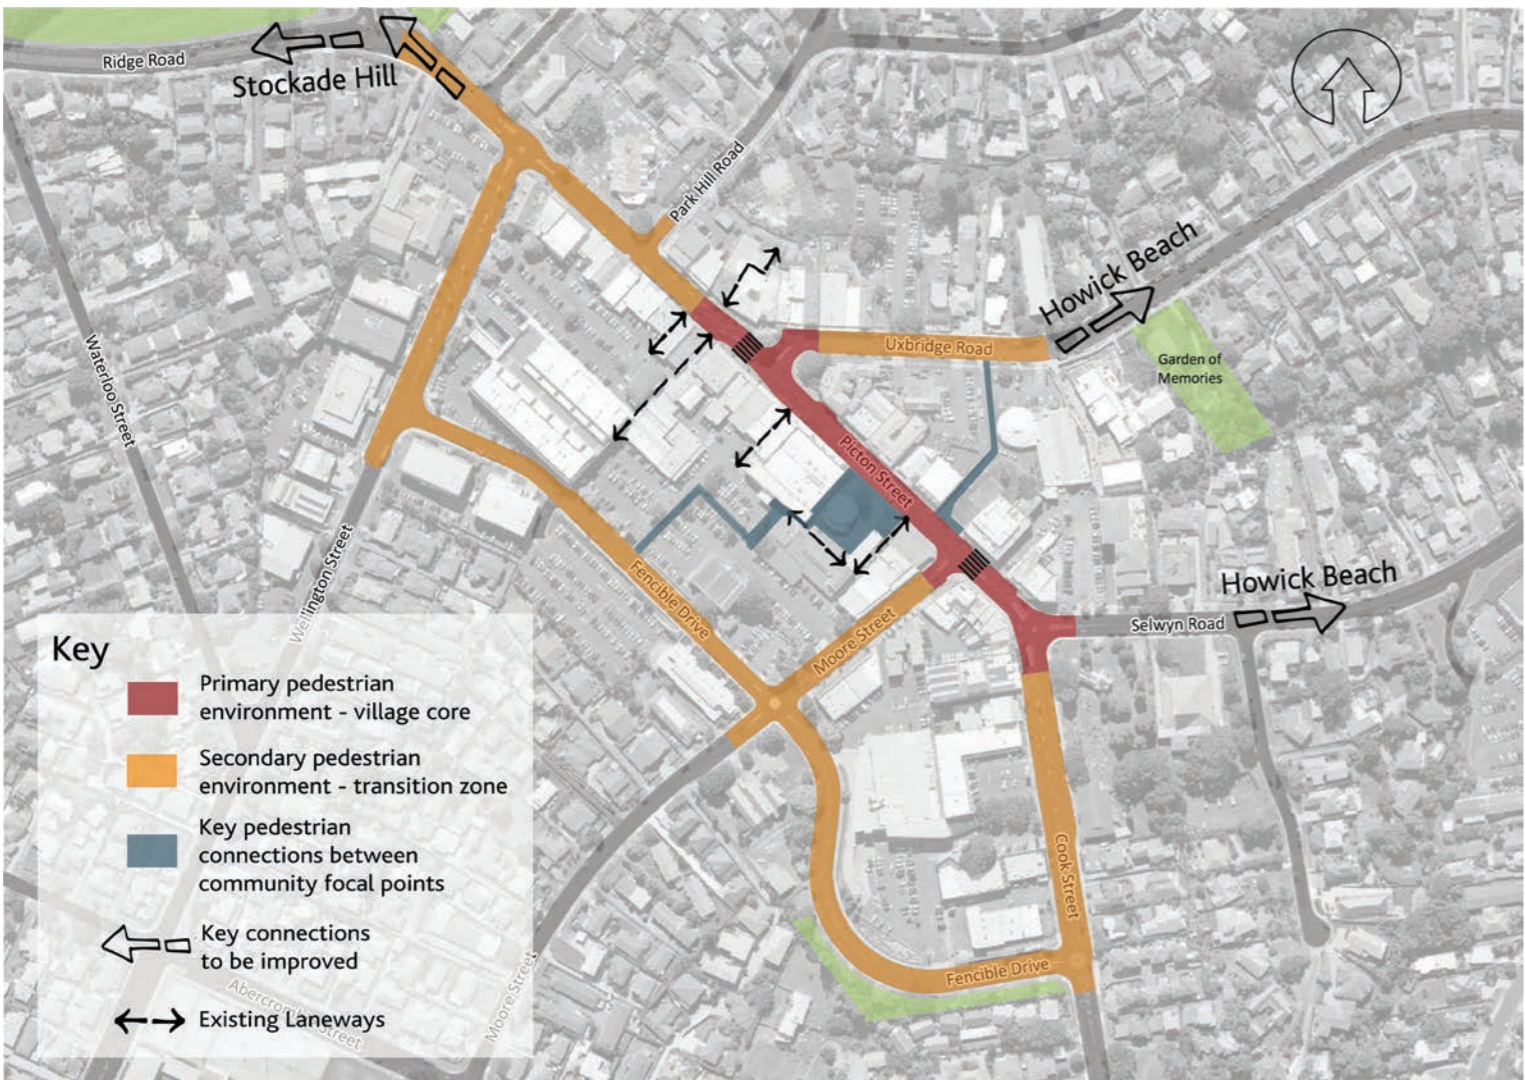 Ridge Road
Stockade Hill
Park Hill Road
Howick Beach
Uxbridge Road
Garden of
Memories
Waterloo Street
Picton Street
Wellington Street
Fencible Drive
Moore Street
Howick Beach
Selwyn Road
Key
Primary pedestrian
environment - village core
Secondary pedestrian
environment - transition zone
Key pedestrian
connections between
community focal points
Key connections
to be improved
Existing Laneways
Cook Street
Fencible Drive
Moore Street